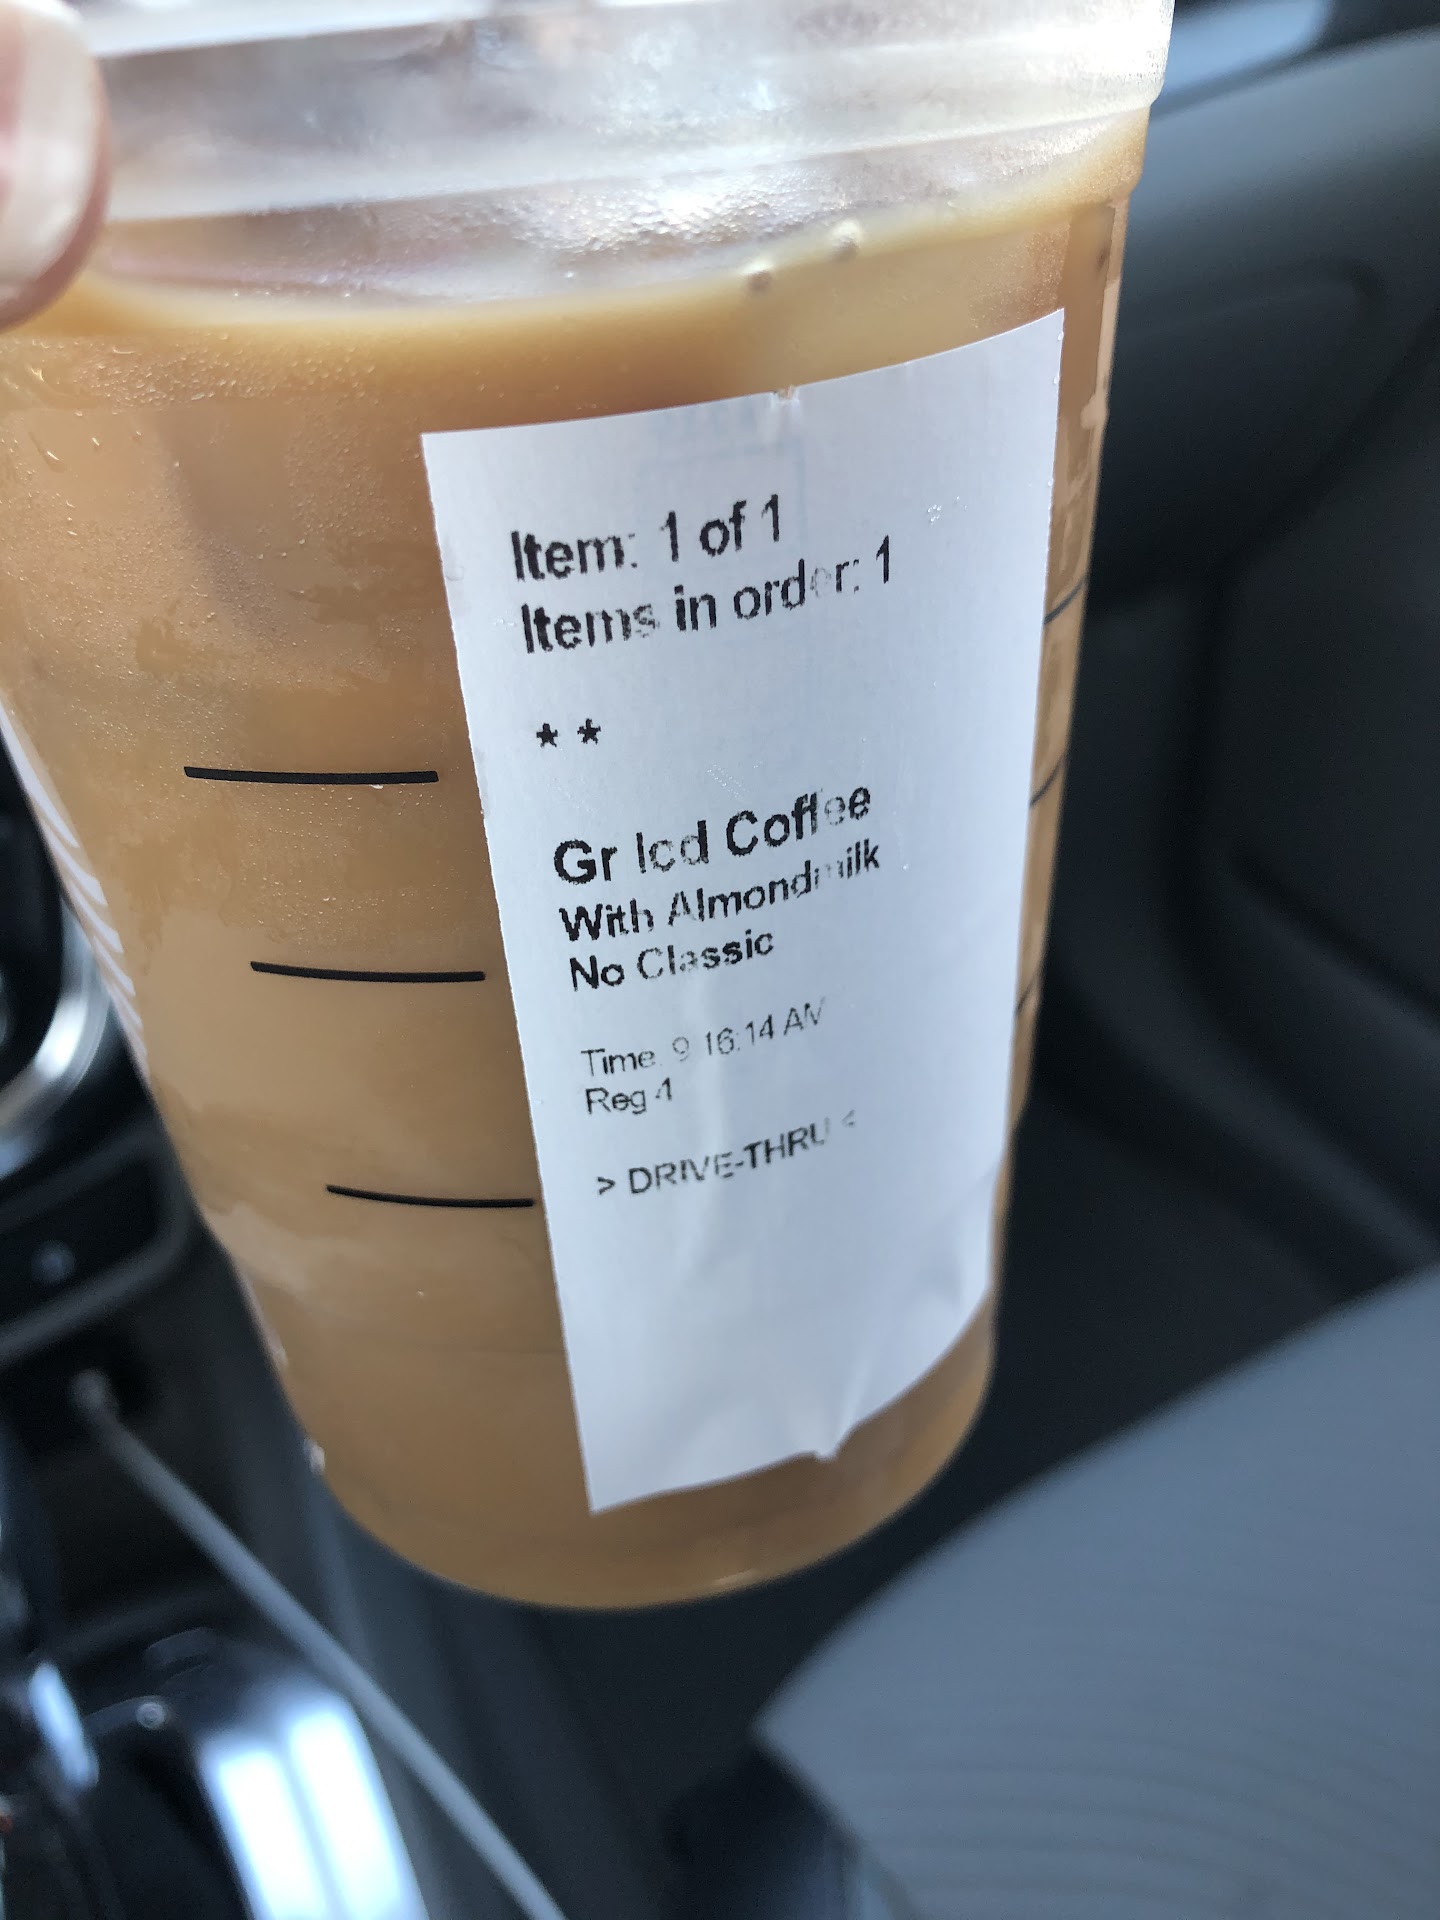 Item: 1 of 1
Items in order: 1
* *
Gr Icd Coffee
With Almondmilk
No Classic
Time: 9:16:14 AM
Reg 4
> DRIVE-THRU <